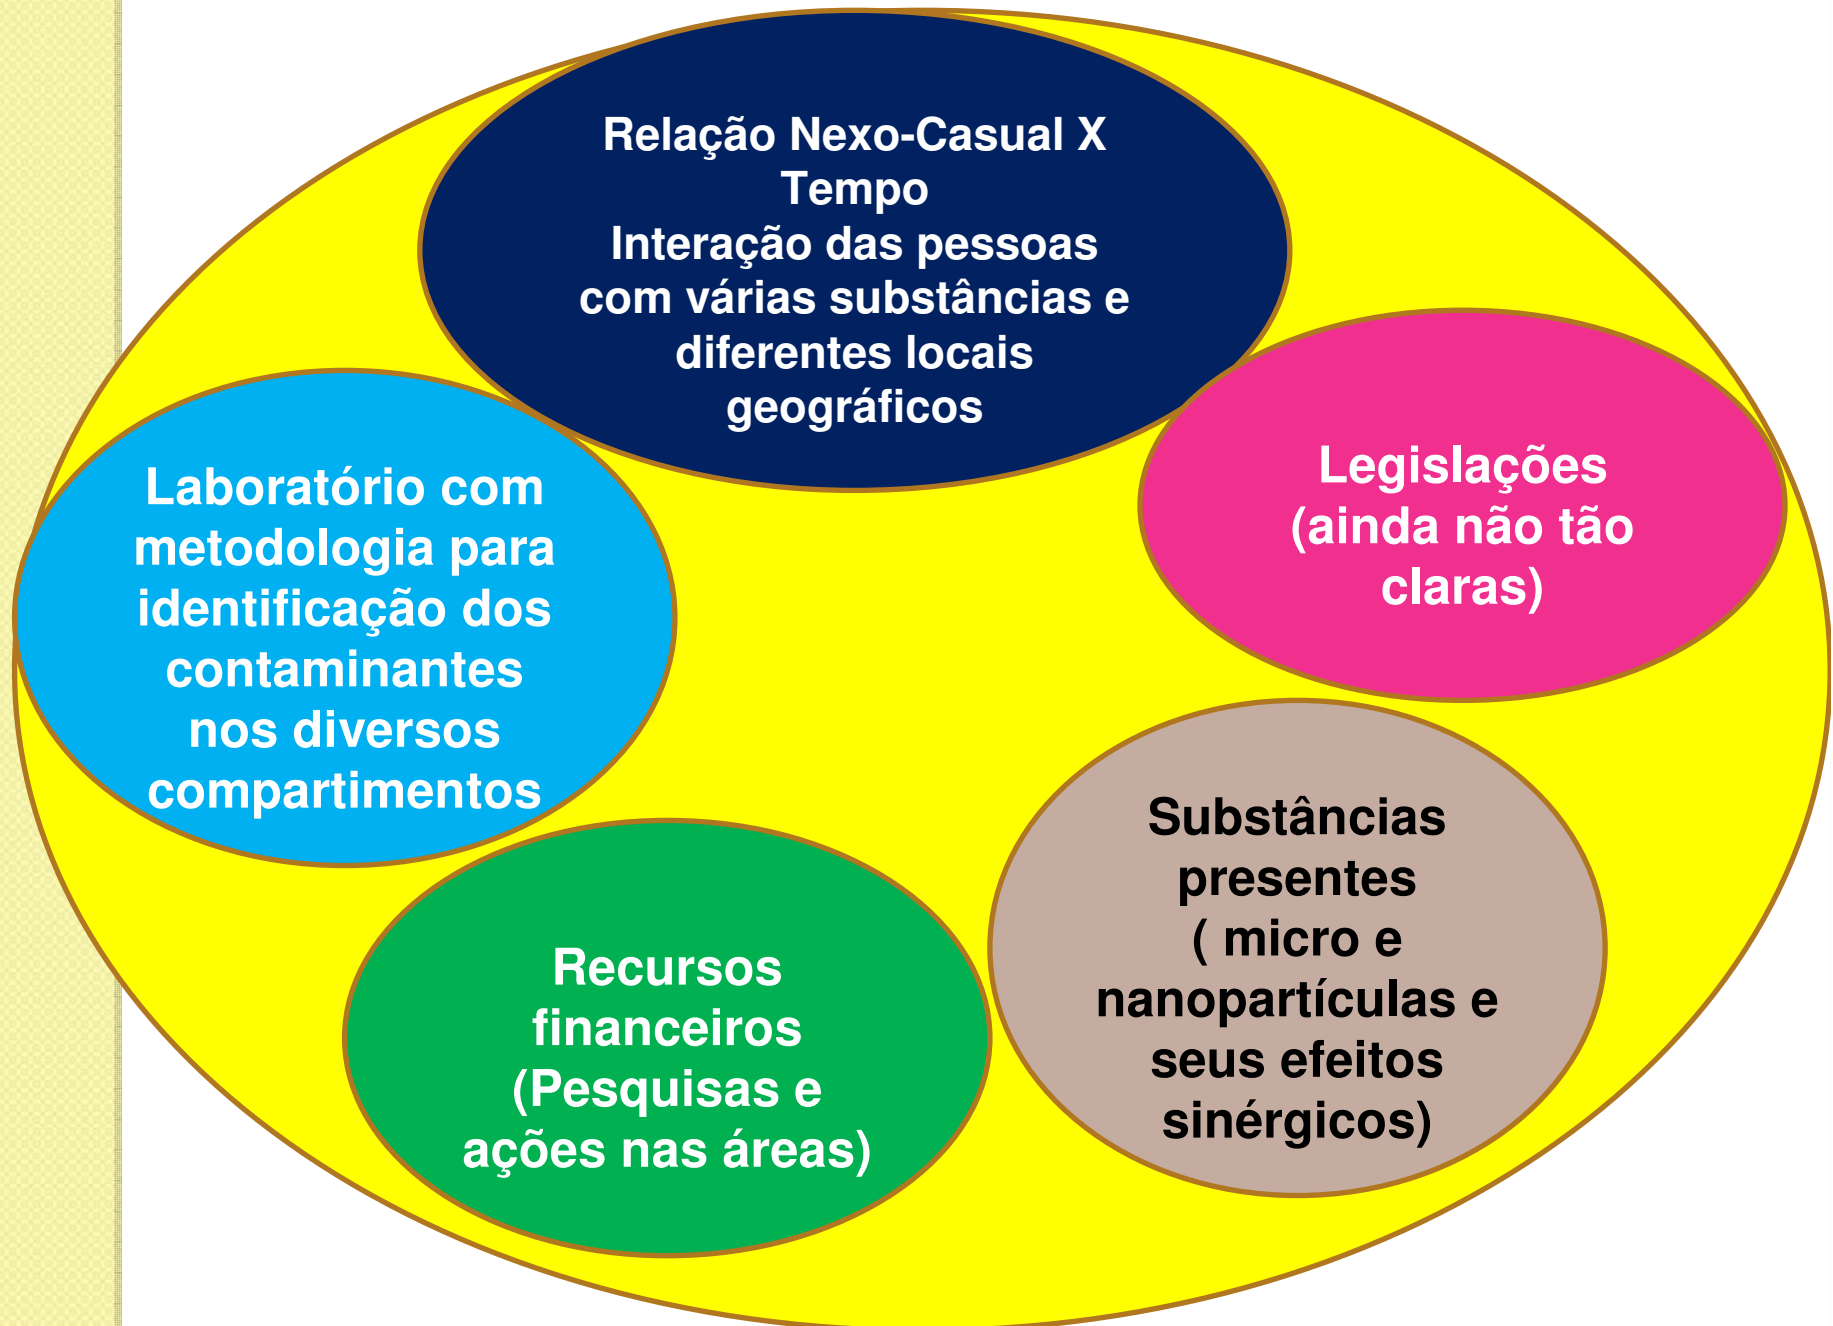 Relação Nexo-Casual X
Tempo
Interação das pessoas
com várias substâncias e
diferentes locais
geográficos
Legislações
(ainda não tão
claras)
Laboratório com
metodologia para
identificação dos
contaminantes
nos diversos
compartimentos
Substâncias
presentes
( micro e
nanopartículas e
seus efeitos
sinérgicos)
Recursos
financeiros
(Pesquisas e
ações nas áreas)